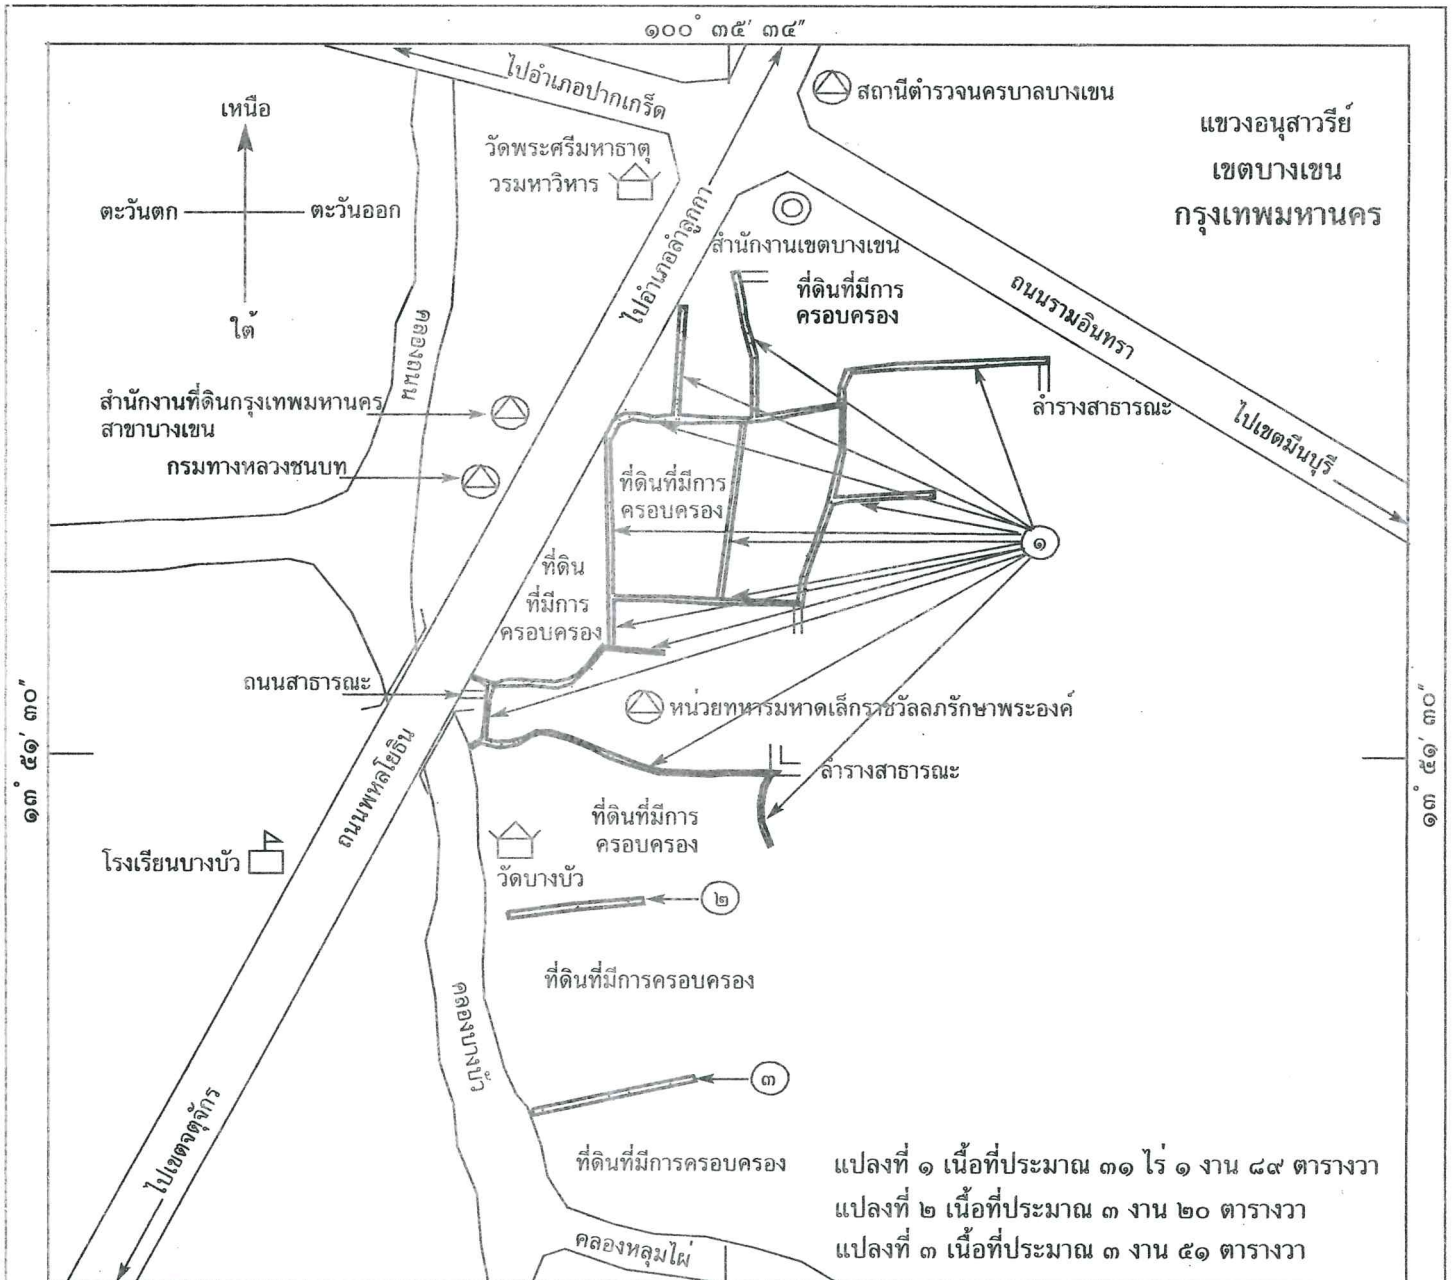 ๑๐๐° ๓๕′ ๓๔″
ไปอำเภอปากเกร็ด
สถานีตำรวจนครบาลบางเขน
แขวงอนุสาวรีย์
เขตบางเขน
กรุงเทพมหานคร
เหนือ
ตะวันตก
ตะวันออก
ใต้
วัดพระศรีมหาธาตุ
วรมหาวิหาร
ไปอำเภอลำลูกกา
สำนักงานเขตบางเขน
ที่ดินที่มีการ
ครอบครอง
ถนนรามอินทรา
คลองถนน
สำนักงานที่ดินกรุงเทพมหานคร
สาขาบางเขน
ลำรางสาธารณะ
ไปเขตมีนบุรี
กรมทางหลวงชนบท
ที่ดินที่มีการ
ครอบครอง
๑
ที่ดิน
ที่มีการ
ครอบครอง
ถนนสาธารณะ
หน่วยทหารมหาดเล็กราชวัลลภรักษาพระองค์
๑๓° ๕๑′ ๓๐″
๑๓° ๕๑′ ๓๐″
ถนนพหลโยธิน
ลำรางสาธารณะ
ที่ดินที่มีการ
ครอบครอง
โรงเรียนบางบัว
วัดบางบัว
๒
ที่ดินที่มีการครอบครอง
คลองบางบัว
๓
ไปเขตจตุจักร
ที่ดินที่มีการครอบครอง
แปลงที่ ๑ เนื้อที่ประมาณ ๓๑ ไร่ ๑ งาน ๘๙ ตารางวา
แปลงที่ ๒ เนื้อที่ประมาณ ๓ งาน ๒๐ ตารางวา
แปลงที่ ๓ เนื้อที่ประมาณ ๓ งาน ๕๑ ตารางวา
คลองหลุมไผ่